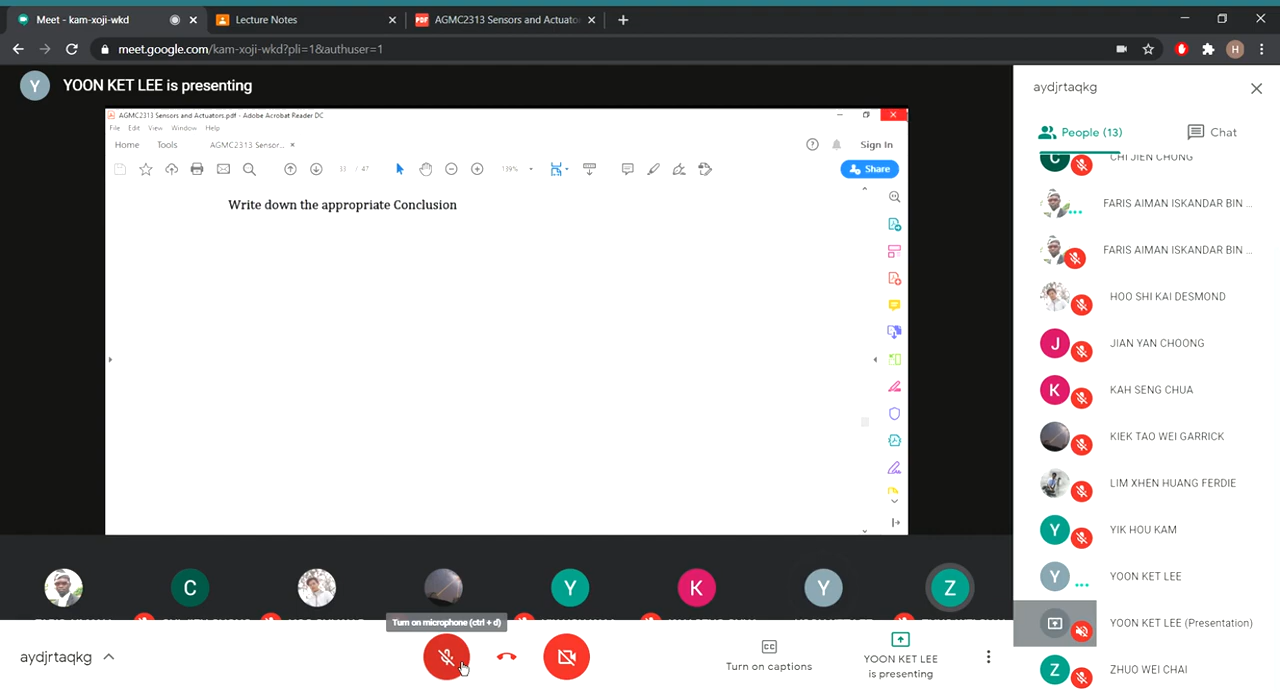 Meet - kam-xoji-wkd
Lecture Notes
PDF
AGMC2313 Sensors and Actuato
meet.google.com/kam-xoji-wkd?pli=1&authuser=1
H
Y
YOON KET LEE is presenting
AGMC2313 Sensors and Actuators.pdf - Adobe Acrobat Reader DC
File Edit View Window Help
Home Tools AGMC2313 Sensor... ×
Sign In
33 / 47
139%
Share
Write down the appropriate Conclusion
aydjrtaqkg
People (13)
Chat
CHI JIEN CHUNG
FARIS AIMAN ISKANDAR BIN ...
FARIS AIMAN ISKANDAR BIN ...
HOO SHI KAI DESMOND
J
JIAN YAN CHOONG
K
KAH SENG CHUA
KIEK TAO WEI GARRICK
LIM XHEN HUANG FERDIE
Y
YIK HOU KAM
Y
YOON KET LEE
YOON KET LEE (Presentation)
Z
ZHUO WEI CHAI
C
Y
K
Y
Z
Turn on microphone (ctrl + d)
aydjrtaqkg
CC
Turn on captions
YOON KET LEE
is presenting